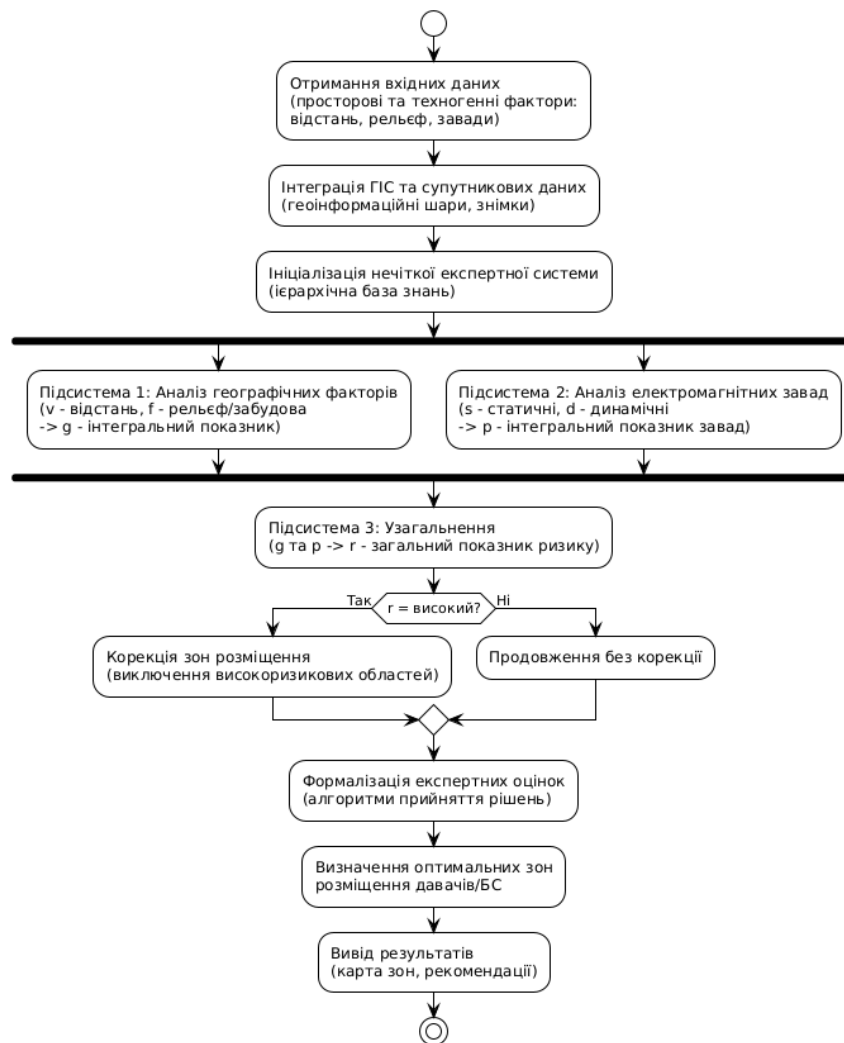 Отримання вхідних даних
(просторові та техногенні фактори:
відстань, рельєф, завади)
Інтеграція ГІС та супутникових даних
(геоінформаційні шари, знімки)
Ініціалізація нечіткої експертної системи
(ієрархічна база знань)
Підсистема 1: Аналіз географічних факторів
(v - відстань, f - рельєф/забудова
-> g - інтегральний показник)
Підсистема 2: Аналіз електромагнітних завад
(s - статичні, d - динамічні
-> p - інтегральний показник завад)
Підсистема 3: Узагальнення
(g та p -> r - загальний показник ризику)
Так
r = високий?
Ні
Корекція зон розміщення
(виключення високоризикових областей)
Продовження без корекції
Формалізація експертних оцінок
(алгоритми прийняття рішень)
Визначення оптимальних зон
розміщення давачів/БС
Вивід результатів
(карта зон, рекомендації)